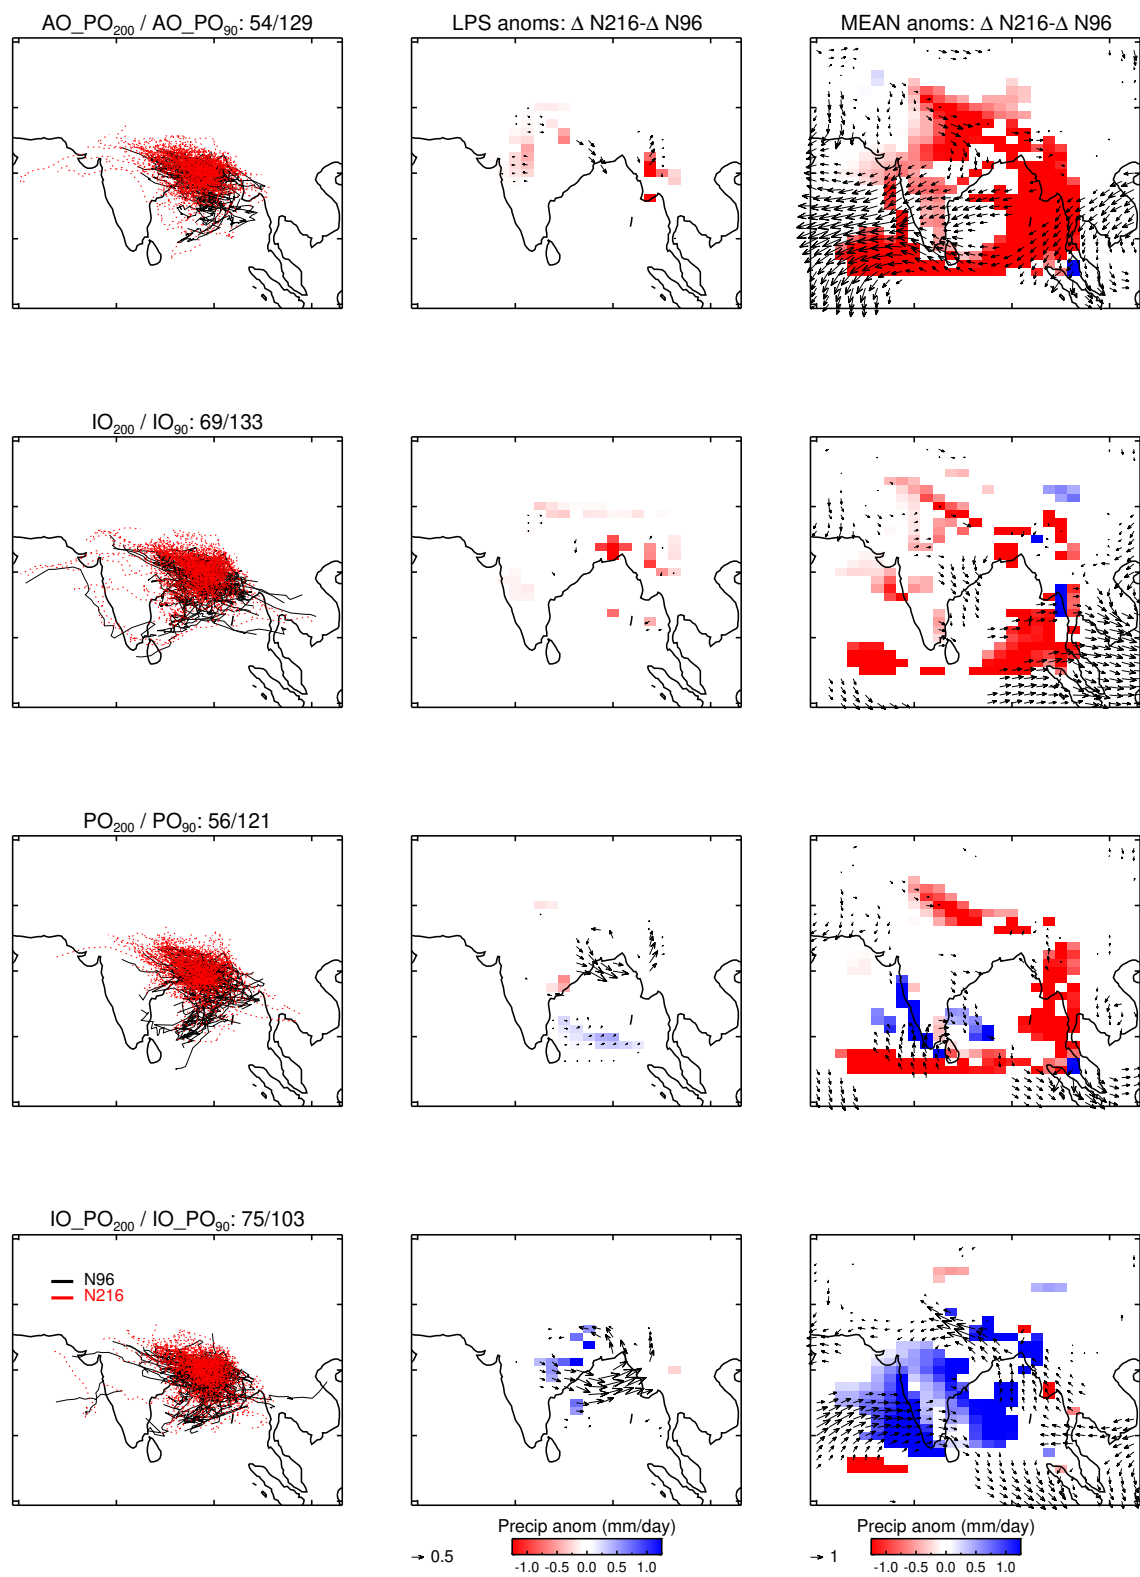 AO_PO200 / AO_PO90: 54/129
LPS anoms: Δ N216-Δ N96
MEAN anoms: Δ N216-Δ N96
IO200 / IO90: 69/133
PO200 / PO90: 56/121
IO_PO200 / IO_PO90: 75/103
N96
N216
Precip anom (mm/day)
0.5
-1.0 -0.5 0.0 0.5 1.0
Precip anom (mm/day)
1
-1.0 -0.5 0.0 0.5 1.0